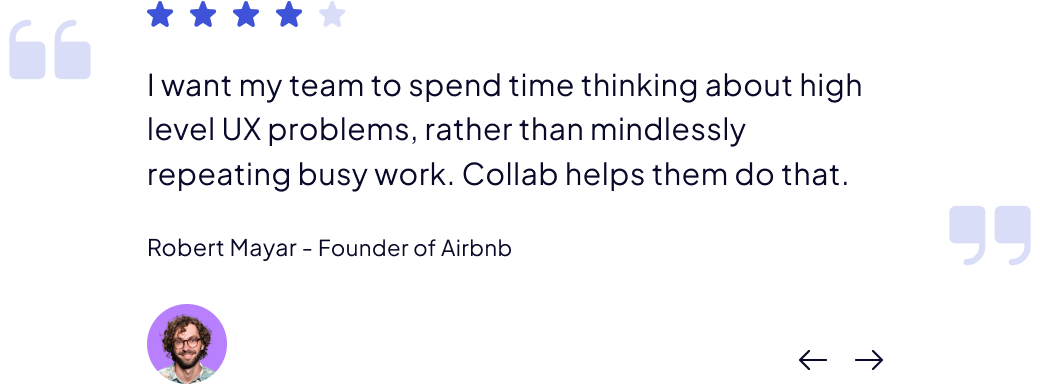 I want my team to spend time thinking about high
level UX problems, rather than mindlessly
repeating busy work. Collab helps them do that.
Robert Mayar - Founder of Airbnb